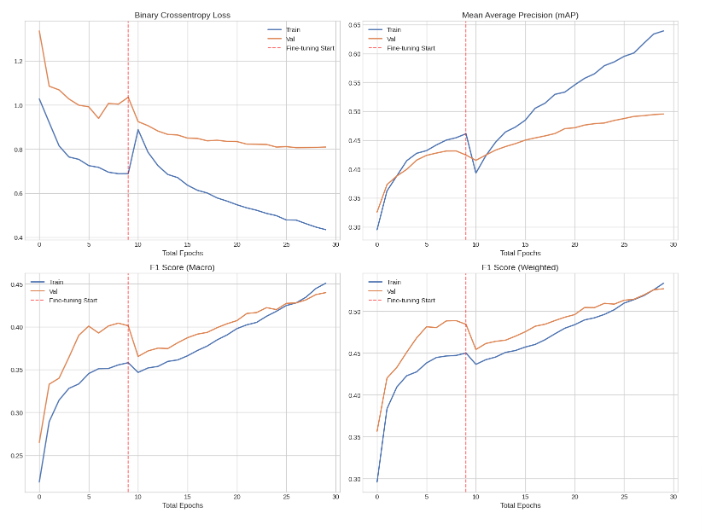 Binary Crossentropy Loss
Train
Val
Fine-tuning Start
1.2
1.0
0.8
0.6
0.4
0 5 10 15 20 25 30
Total Epochs
Mean Average Precision (mAP)
Train
Val
Fine-tuning Start
0.65
0.60
0.55
0.50
0.45
0.40
0.35
0.30
0 5 10 15 20 25 30
Total Epochs
F1 Score (Macro)
Train
Val
Fine-tuning Start
0.45
0.40
0.35
0.30
0.25
0 5 10 15 20 25 30
Total Epochs
F1 Score (Weighted)
Train
Val
Fine-tuning Start
0.50
0.45
0.40
0.35
0.30
0 5 10 15 20 25 30
Total Epochs